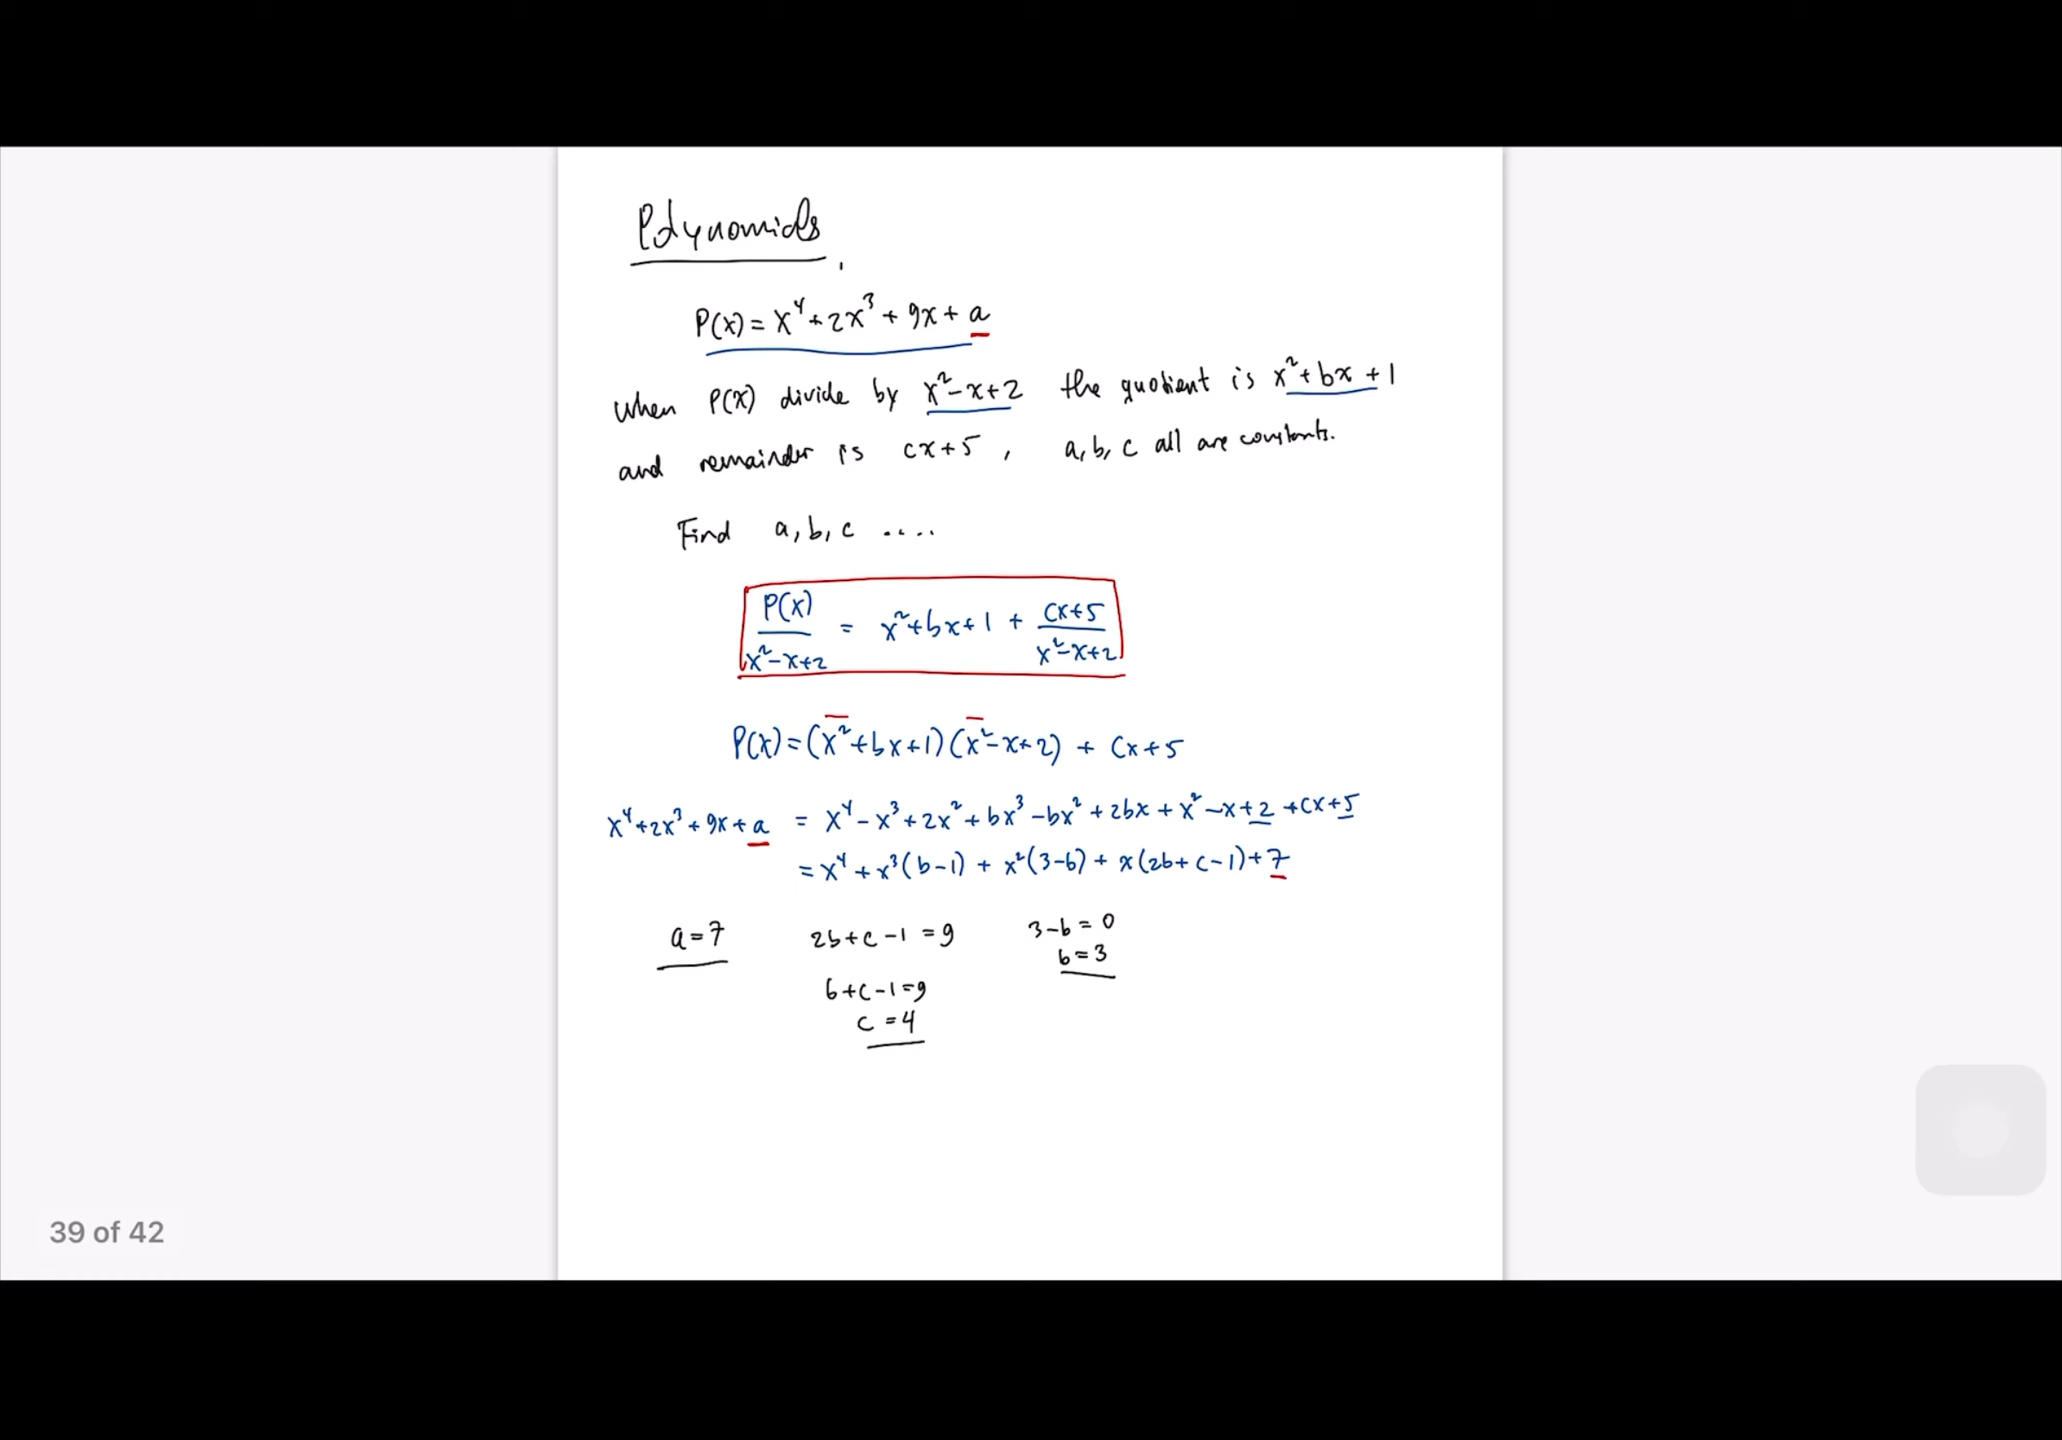 Polynomials
P(x) = x⁴ + 2x³ + 9x + a
when P(x) divide by x² - x + 2 the quotient is x² + bx + 1
and remainder is cx + 5 , a, b, c all are constants.
Find a, b, c .....
P(x)/(x² - x + 2) = x² + bx + 1 + (cx + 5)/(x² - x + 2)
P(x) = (x² + bx + 1)(x² - x + 2) + Cx + 5
x⁴ + 2x³ + 9x + a = x⁴ - x³ + 2x² + bx³ - bx² + 2bx + x² - x + 2 + cx + 5
= x⁴ + x³(b - 1) + x²(3 - b) + x(2b + c - 1) + 7
a = 7 2b + c - 1 = 9 3 - b = 0
b = 3
6 + c - 1 = 9
c = 4
39 of 42